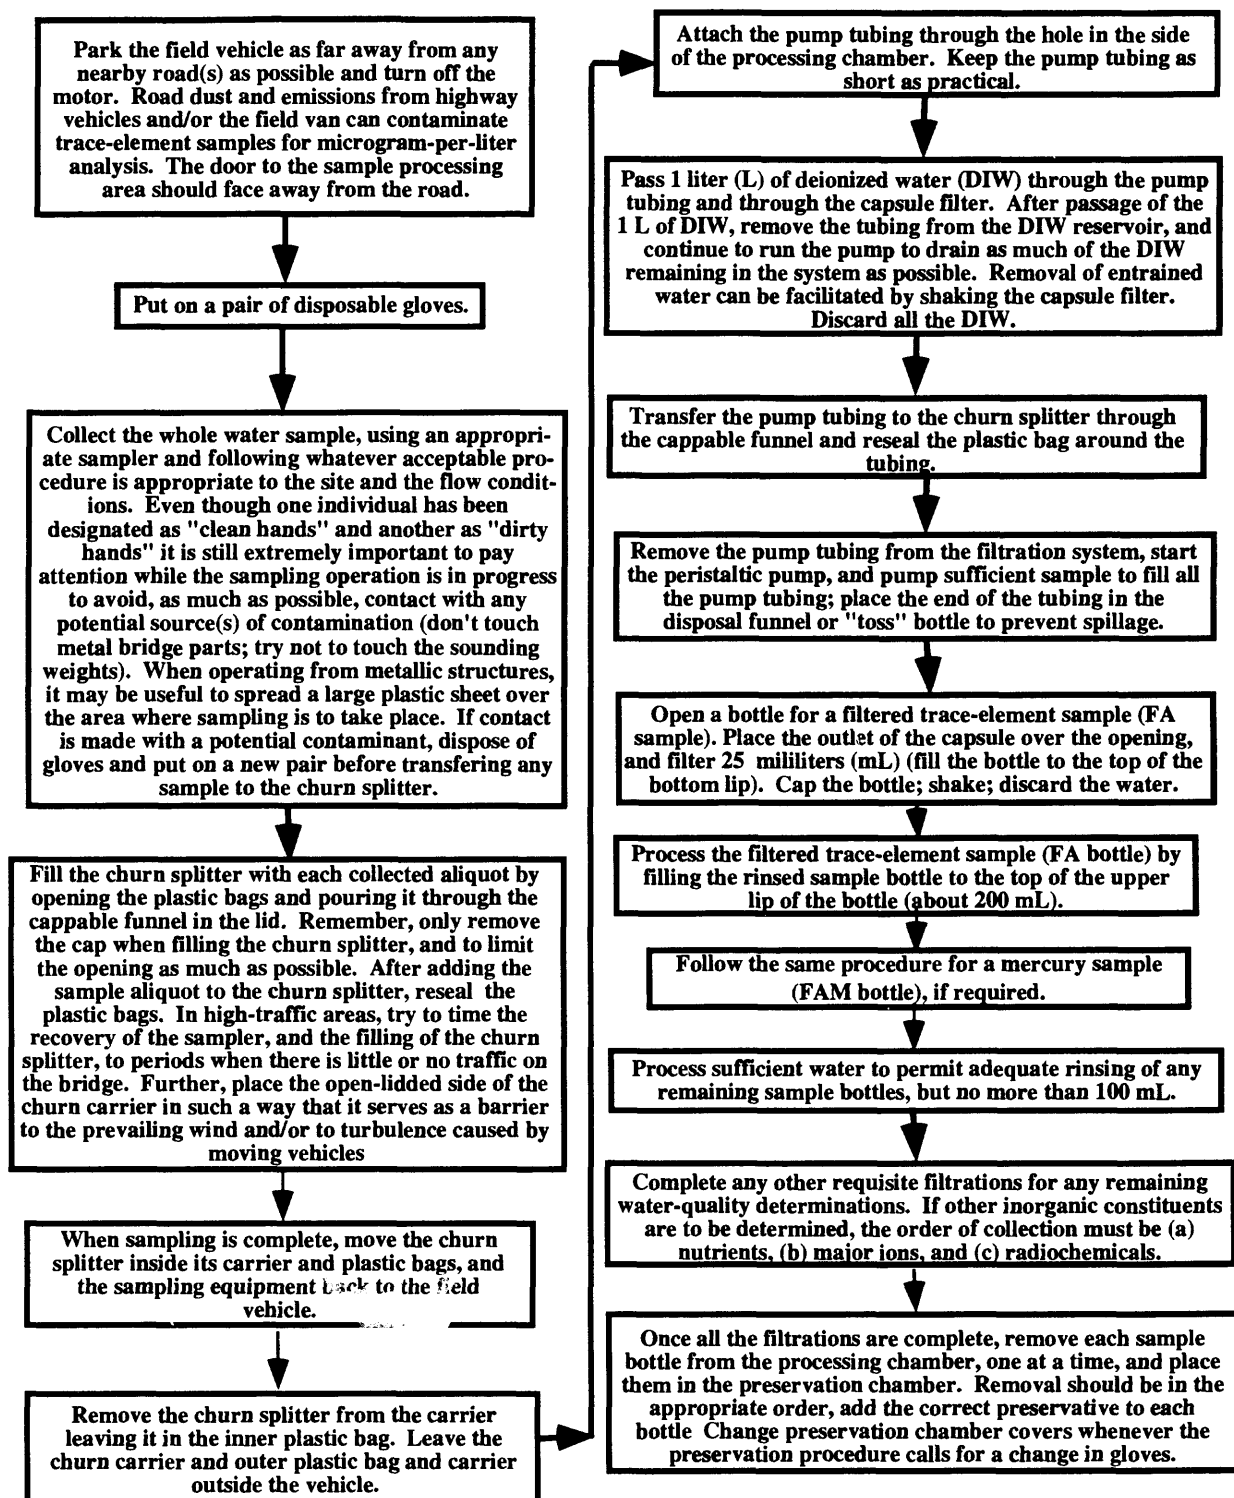 Park the field vehicle as far away from any
nearby road(s) as possible and turn off the
motor. Road dust and emissions from highway
vehicles and/or the field van can contaminate
trace-element samples for microgram-per-liter
analysis. The door to the sample processing
area should face away from the road.
Put on a pair of disposable gloves.
Collect the whole water sample, using an appropri-
ate sampler and following whatever acceptable pro-
cedure is appropriate to the site and the flow condit-
ions. Even though one individual has been
designated as "clean hands" and another as "dirty
hands" it is still extremely important to pay
attention while the sampling operation is in progress
to avoid, as much as possible, contact with any
potential source(s) of contamination (don't touch
metal bridge parts; try not to touch the sounding
weights). When operating from metallic structures,
it may be useful to spread a large plastic sheet over
the area where sampling is to take place. If contact
is made with a potential contaminant, dispose of
gloves and put on a new pair before transfering any
sample to the churn splitter.
Fill the churn splitter with each collected aliquot by
opening the plastic bags and pouring it through the
cappable funnel in the lid. Remember, only remove
the cap when filling the churn splitter, and to limit
the opening as much as possible. After adding the
sample aliquot to the churn splitter, reseal the
plastic bags. In high-traffic areas, try to time the
recovery of the sampler, and the filling of the churn
splitter, to periods when there is little or no traffic on
the bridge. Further, place the open-lidded side of the
churn carrier in such a way that it serves as a barrier
to the prevailing wind and/or to turbulence caused by
moving vehicles
When sampling is complete, move the churn
splitter inside its carrier and plastic bags, and
the sampling equipment back to the field
vehicle.
Remove the churn splitter from the carrier
leaving it in the inner plastic bag. Leave the
churn carrier and outer plastic bag and carrier
outside the vehicle.
Attach the pump tubing through the hole in the side
of the processing chamber. Keep the pump tubing as
short as practical.
Pass 1 liter (L) of deionized water (DIW) through the pump
tubing and through the capsule filter. After passage of the
1 L of DIW, remove the tubing from the DIW reservoir, and
continue to run the pump to drain as much of the DIW
remaining in the system as possible. Removal of entrained
water can be facilitated by shaking the capsule filter.
Discard all the DIW.
Transfer the pump tubing to the churn splitter through
the cappable funnel and reseal the plastic bag around the
tubing.
Remove the pump tubing from the filtration system, start
the peristaltic pump, and pump sufficient sample to fill all
the pump tubing; place the end of the tubing in the
disposal funnel or "toss" bottle to prevent spillage.
Open a bottle for a filtered trace-element sample (FA
sample). Place the outlet of the capsule over the opening,
and filter 25 mililiters (mL) (fill the bottle to the top of the
bottom lip). Cap the bottle; shake; discard the water.
Process the filtered trace-element sample (FA bottle) by
filling the rinsed sample bottle to the top of the upper
lip of the bottle (about 200 mL).
Follow the same procedure for a mercury sample
(FAM bottle), if required.
Process sufficient water to permit adequate rinsing of any
remaining sample bottles, but no more than 100 mL.
Complete any other requisite filtrations for any remaining
water-quality determinations. If other inorganic constituents
are to be determined, the order of collection must be (a)
nutrients, (b) major ions, and (c) radiochemicals.
Once all the filtrations are complete, remove each sample
bottle from the processing chamber, one at a time, and place
them in the preservation chamber. Removal should be in the
appropriate order, add the correct preservative to each
bottle Change preservation chamber covers whenever the
preservation procedure calls for a change in gloves.